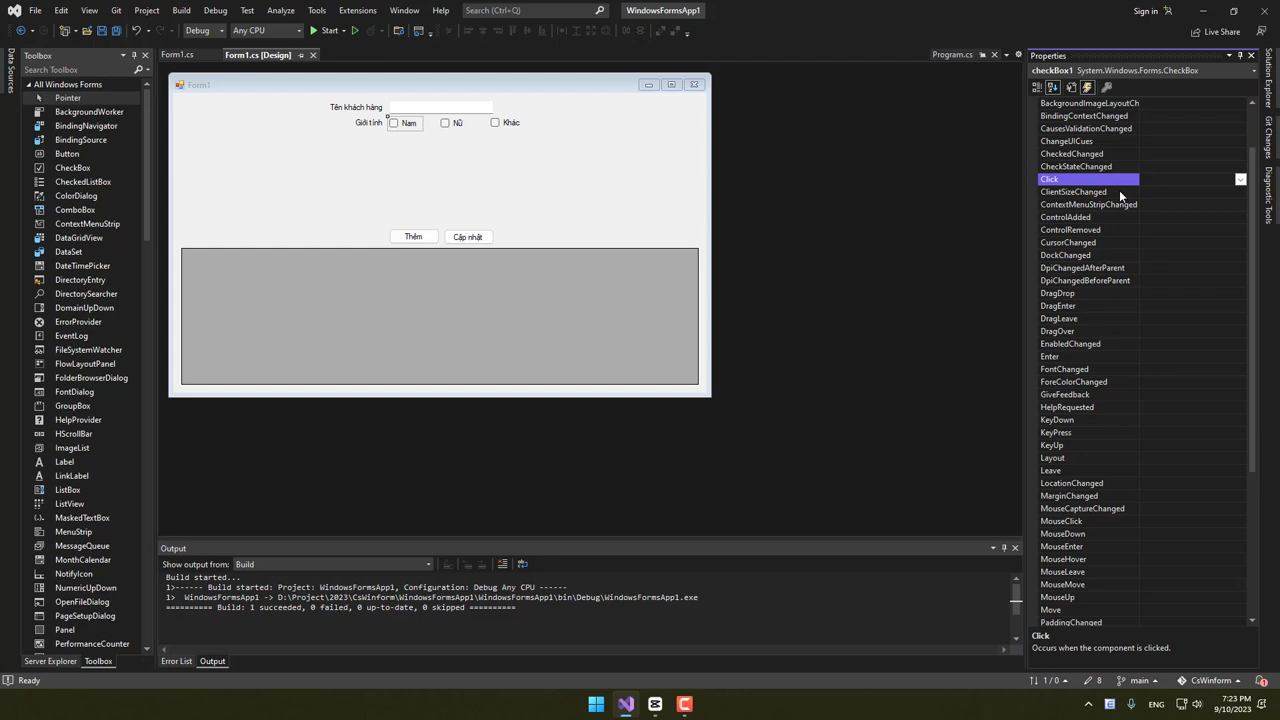 File Edit View Git Project Build Debug Test Analyze Tools Extensions Window Help Search (Ctrl+Q) WindowsFormsApp1 Sign in
Debug Any CPU Start Live Share
Data Sources
Toolbox
Search Toolbox
All Windows Forms
Pointer
BackgroundWorker
BindingNavigator
BindingSource
Button
CheckBox
CheckedListBox
ColorDialog
ComboBox
ContextMenuStrip
DataGridView
DataSet
DateTimePicker
DirectoryEntry
DirectorySearcher
DomainUpDown
ErrorProvider
EventLog
FileSystemWatcher
FlowLayoutPanel
FolderBrowserDialog
FontDialog
GroupBox
HelpProvider
HScrollBar
ImageList
Label
LinkLabel
ListBox
ListView
MaskedTextBox
MenuStrip
MessageQueue
MonthCalendar
NotifyIcon
NumericUpDown
OpenFileDialog
PageSetupDialog
Panel
PerformanceCounter
Server Explorer Toolbox
Form1.cs Form1.cs [Design] Program.cs
Form1
Tên khách hàng
Giới tính Nam Nữ Khác
Thêm Cập nhật
Output
Show output from: Build
Build started...
1>------ Build started: Project: WindowsFormsApp1, Configuration: Debug Any CPU ------
1> WindowsFormsApp1 -> D:\Project\2023\CsWinform\WindowsFormsApp1\WindowsFormsApp1\bin\Debug\WindowsFormsApp1.exe
========== Build: 1 succeeded, 0 failed, 0 up-to-date, 0 skipped ==========
Error List Output
Properties
checkBox1 System.Windows.Forms.CheckBox
BackgroundImageLayoutCh
BindingContextChanged
CausesValidationChanged
ChangeUICues
CheckedChanged
CheckStateChanged
Click
ClientSizeChanged
ContextMenuStripChanged
ControlAdded
ControlRemoved
CursorChanged
DockChanged
DpiChangedAfterParent
DpiChangedBeforeParent
DragDrop
DragEnter
DragLeave
DragOver
EnabledChanged
Enter
FontChanged
ForeColorChanged
GiveFeedback
HelpRequested
KeyDown
KeyPress
KeyUp
Layout
Leave
LocationChanged
MarginChanged
MouseCaptureChanged
MouseClick
MouseDown
MouseEnter
MouseHover
MouseLeave
MouseMove
MouseUp
Move
PaddingChanged
Click
Occurs when the component is clicked.
Solution Explorer
Git Changes
Diagnostic Tools
Ready 1 / 0 8 main CsWinform 1
ENG 7:23 PM
9/10/2023